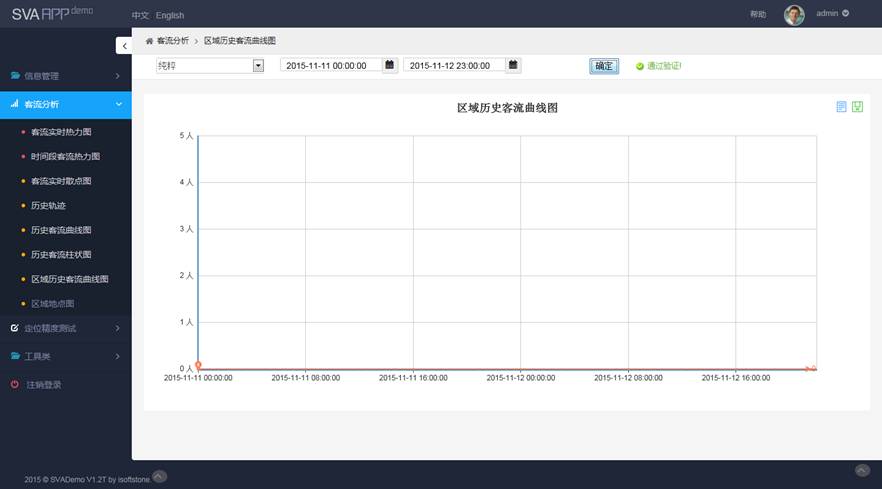 SVA APP demo
中文 English
帮助 admin
客流分析 > 区域历史客流曲线图
纯粹 2015-11-11 00:00:00 2015-11-12 23:00:00 确定 通过验证!
信息管理
客流分析
客流实时热力图
时间段客流热力图
客流实时散点图
历史轨迹
历史客流曲线图
历史客流柱状图
区域历史客流曲线图
区域地点图
定位精度测试
工具类
注销登录
区域历史客流曲线图
5 人
4 人
3 人
2 人
1 人
0 人
2015-11-11 00:00:00 2015-11-11 08:00:00 2015-11-11 16:00:00 2015-11-12 00:00:00 2015-11-12 08:00:00 2015-11-12 16:00:00
2015 © SVADemo V1.2T by isoftstone